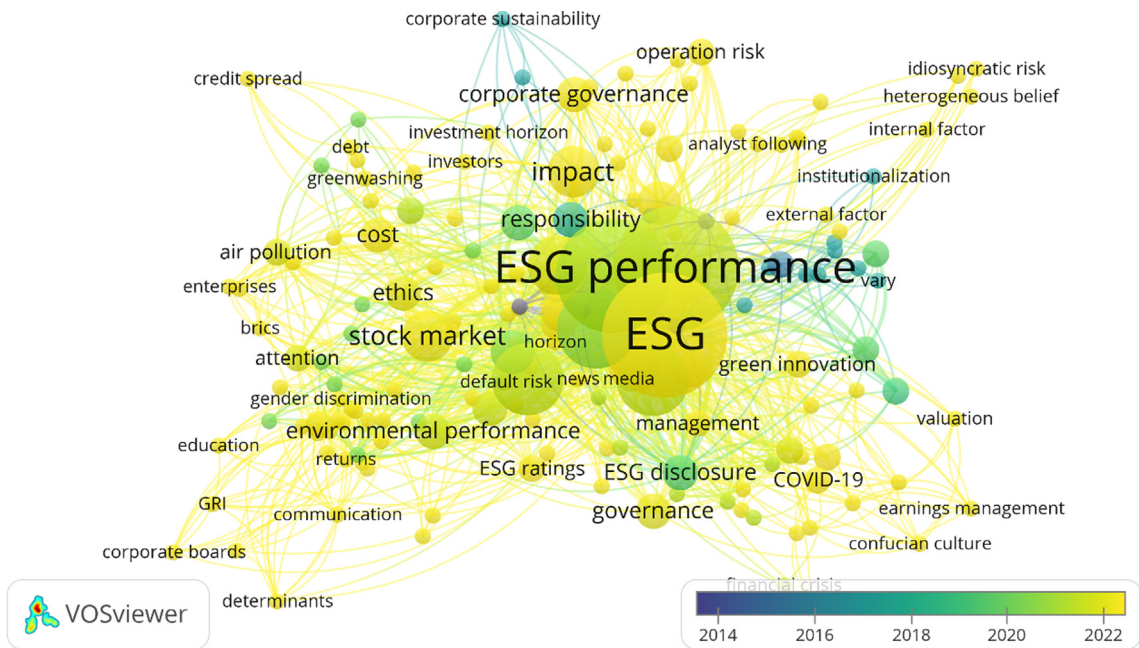 corporate sustainability
operation risk
credit spread
idiosyncratic risk
corporate governance
heterogeneous belief
investment horizon
internal factor
debt
analyst following
investors
impact
greenwashing
institutionalization
responsibility
external factor
cost
air pollution
ESG performance
vary
enterprises
ethics
brics
stock market
ESG
horizon
attention
green innovation
default risk
news media
gender discrimination
valuation
management
environmental performance
education
returns
ESG ratings
ESG disclosure
COVID-19
GRI
governance
earnings management
communication
confucian culture
corporate boards
financial crisis
determinants
VOSviewer
2014 2016 2018 2020 2022